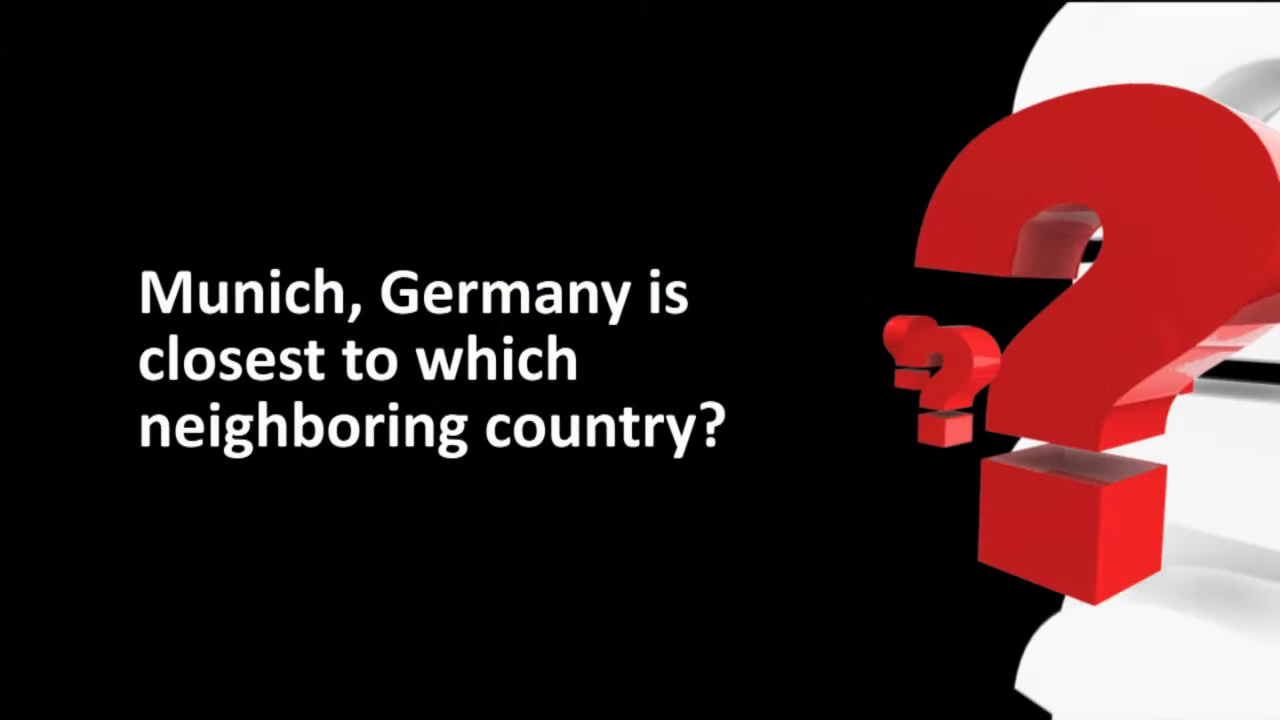 Munich, Germany is
closest to which
neighboring country?